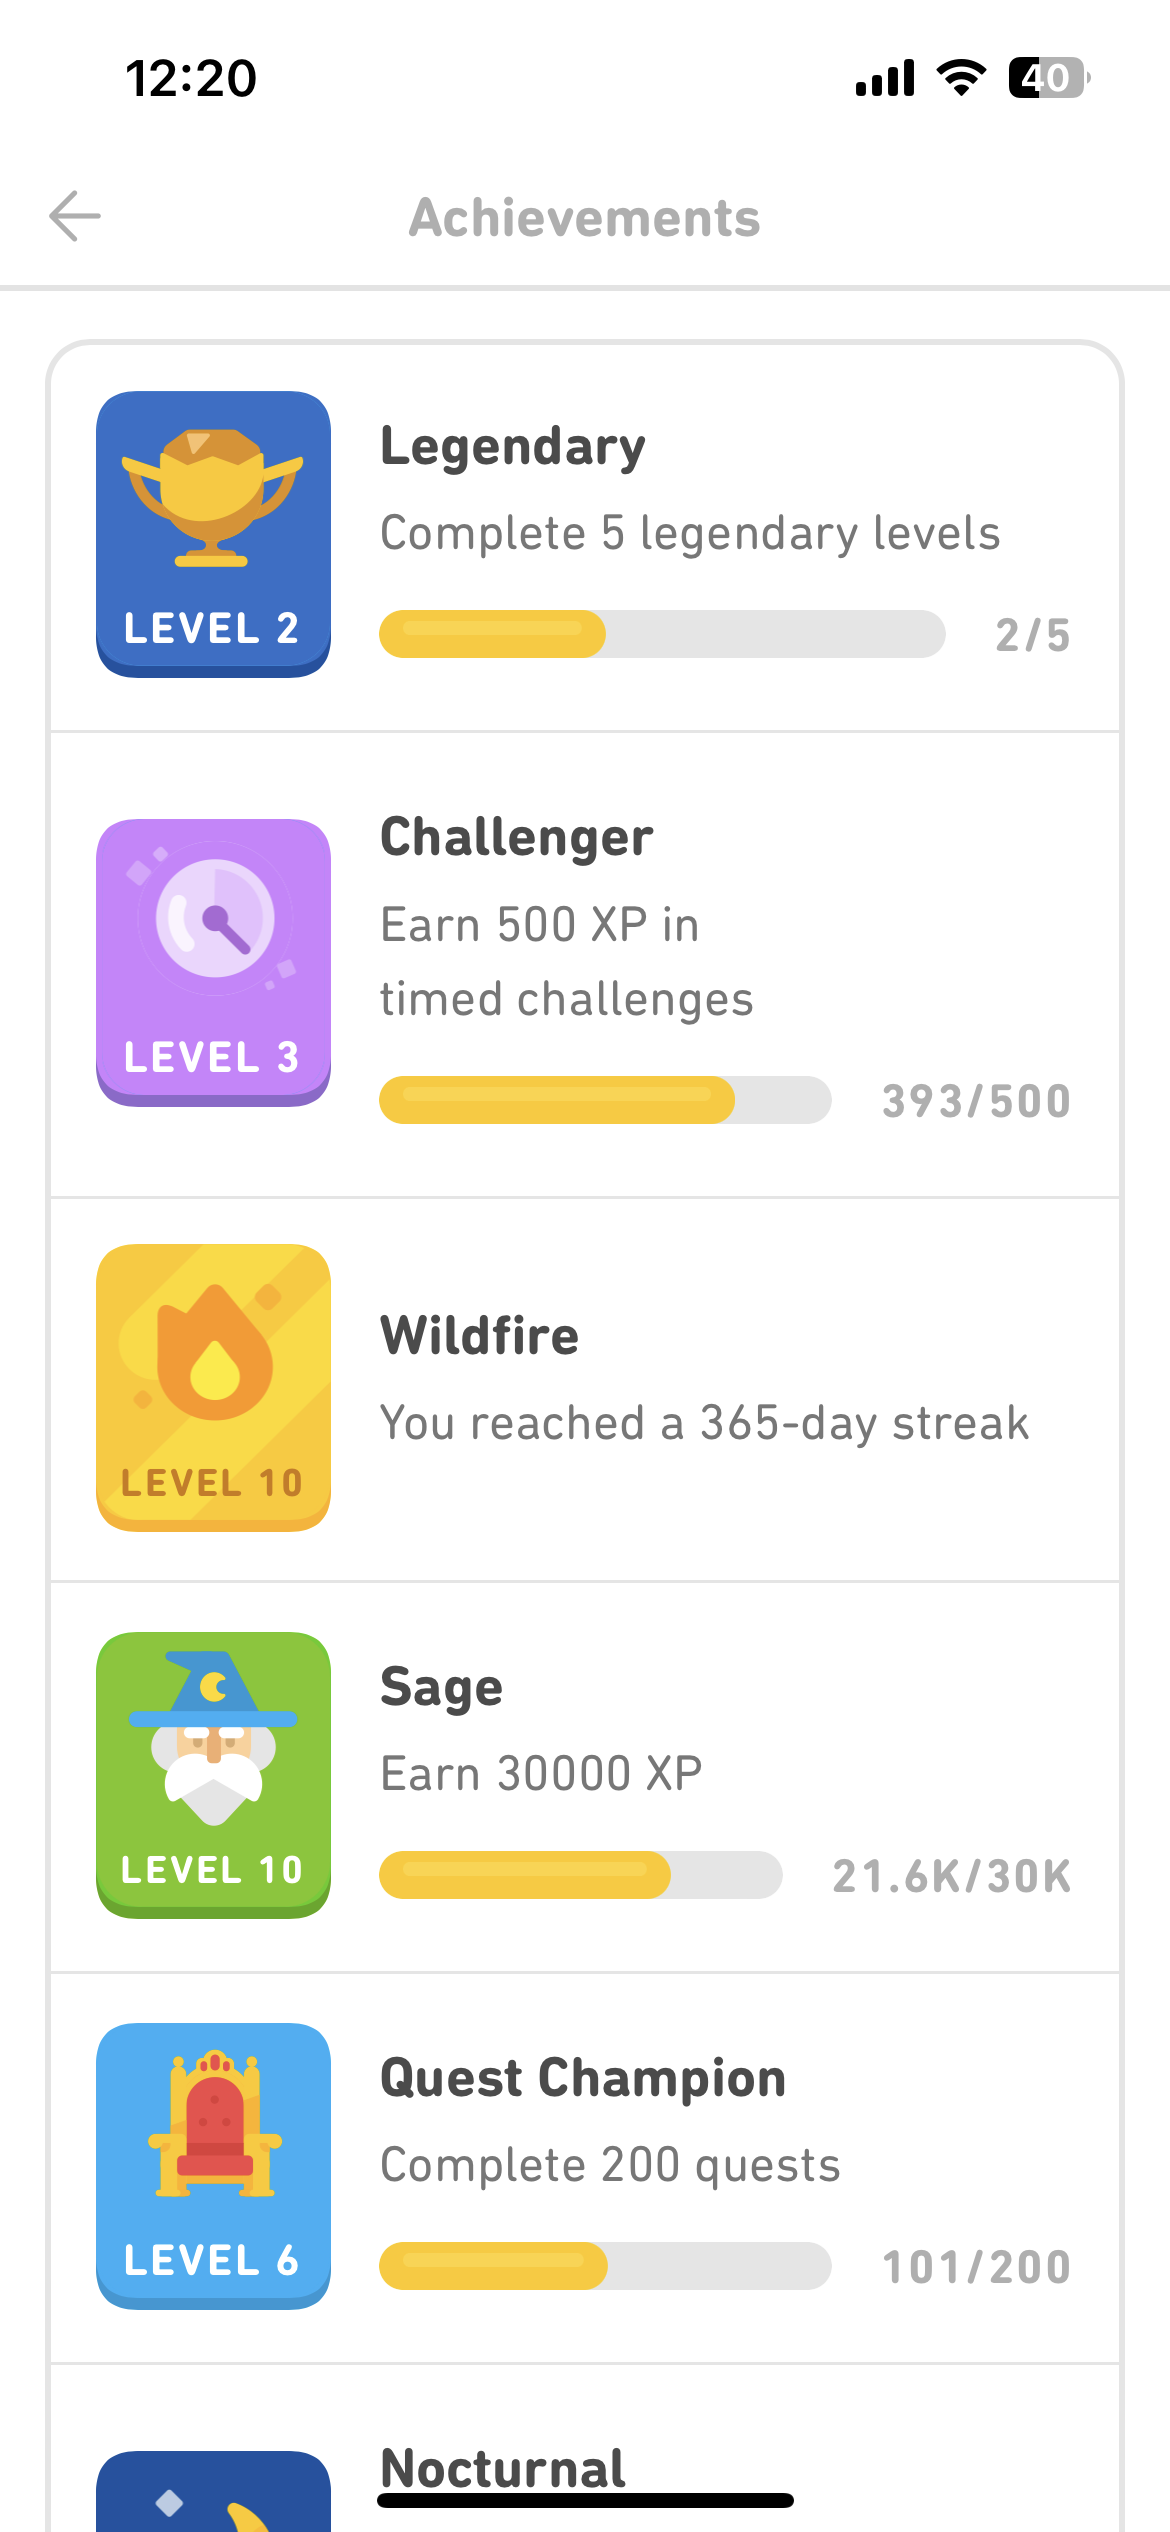 12:20
40
Achievements
Legendary
Complete 5 legendary levels
LEVEL 2
2/5
Challenger
Earn 500 XP in
timed challenges
LEVEL 3
393/500
Wildfire
You reached a 365-day streak
LEVEL 10
Sage
Earn 30000 XP
LEVEL 10
21.6K/30K
Quest Champion
Complete 200 quests
LEVEL 6
101/200
Nocturnal